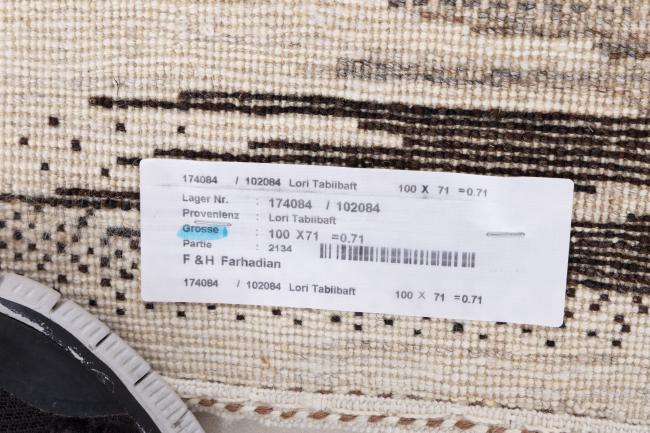 174084 / 102084 Lori Tabiibaft 100 X 71 =0.71
Lager Nr. : 174084 / 102084
Provenienz : Lori Tabiibaft
Grosse : 100 X71 =0.71
Partie : 2134
F & H Farhadian
174084 / 102084 Lori Tabiibaft 100 X 71 =0.71